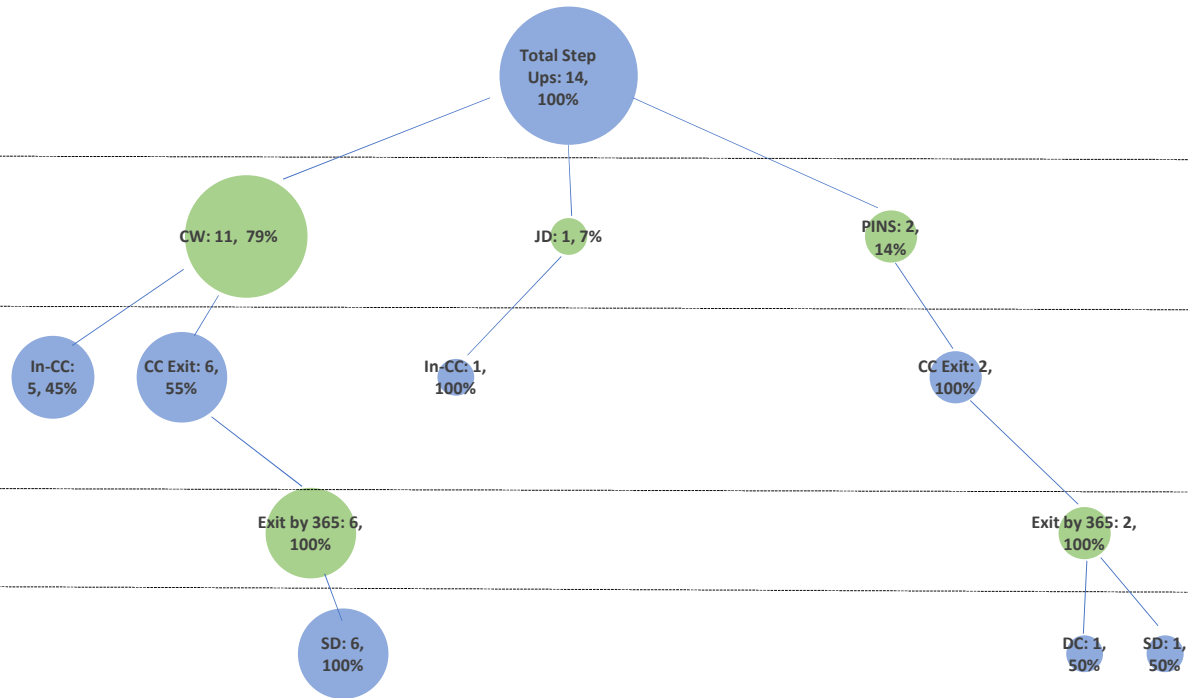 Total Step
Ups: 14,
100%
CW: 11, 79%
JD: 1, 7%
PINS: 2,
14%
In-CC:
5, 45%
CC Exit: 6,
55%
In-CC: 1,
100%
CC Exit: 2,
100%
Exit by 365: 6,
100%
Exit by 365: 2,
100%
SD: 6,
100%
DC: 1,
50%
SD: 1,
50%